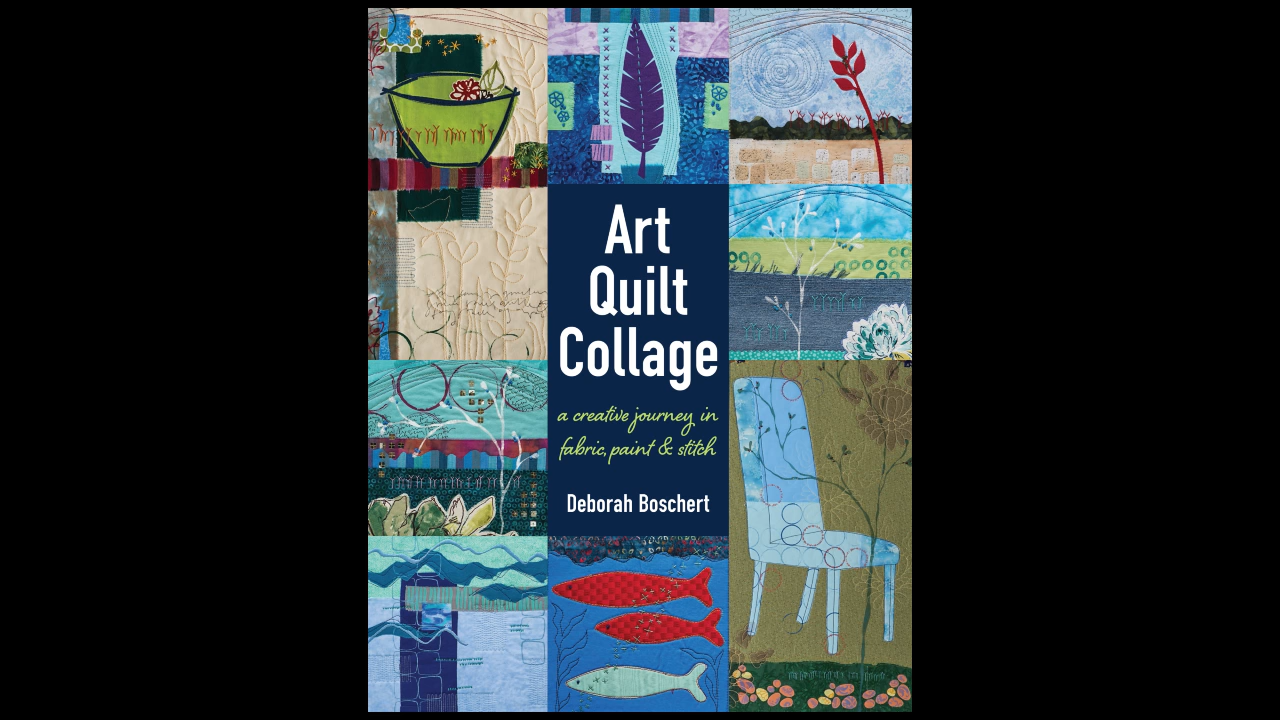 Art
Quilt
Collage
a creative journey in
fabric, paint & stitch
Deborah Boschert